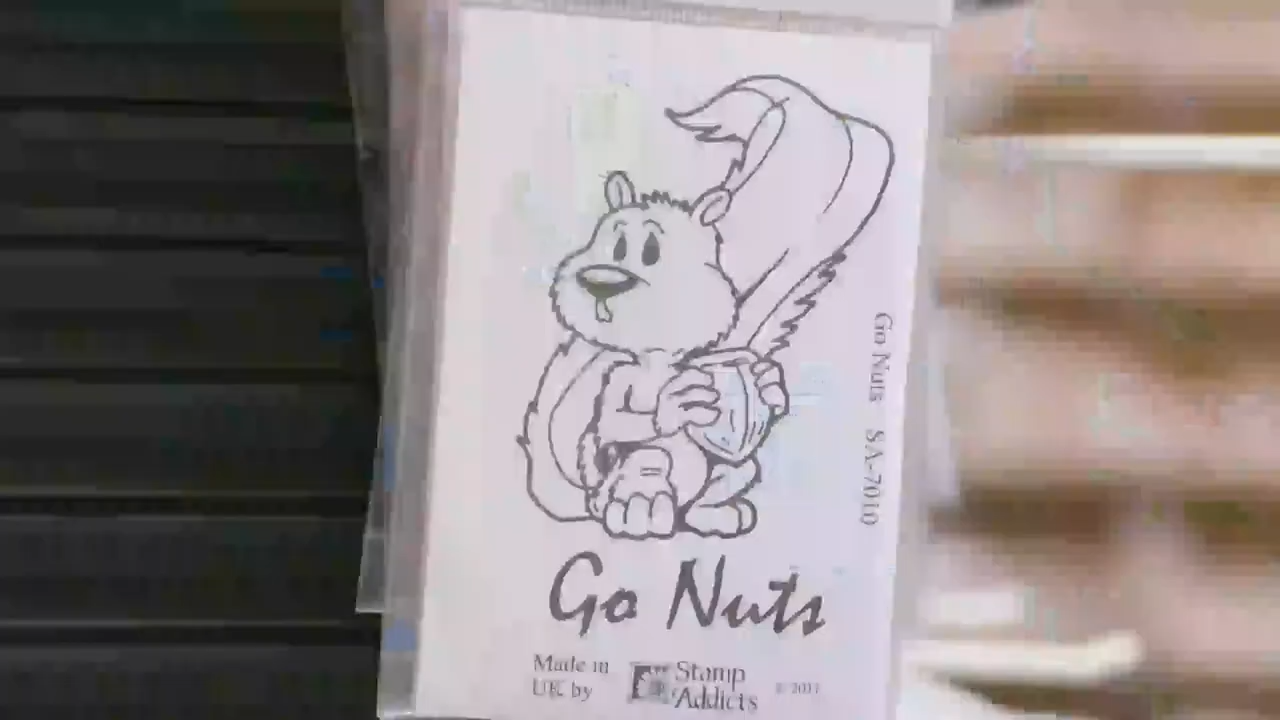 Go Nuts SA-7010
Go Nuts
Made in
UK by
Stamp
Addicts